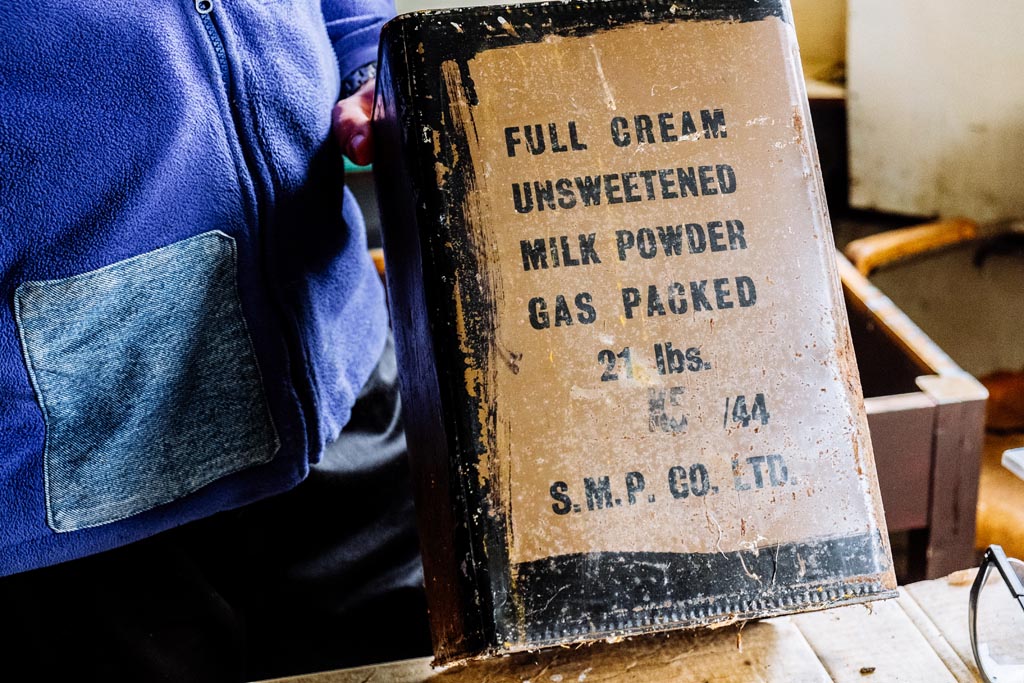 FULL CREAM
UNSWEETENED
MILK POWDER
GAS PACKED
21 lbs.
/44
S.M.P. CO. LTD.